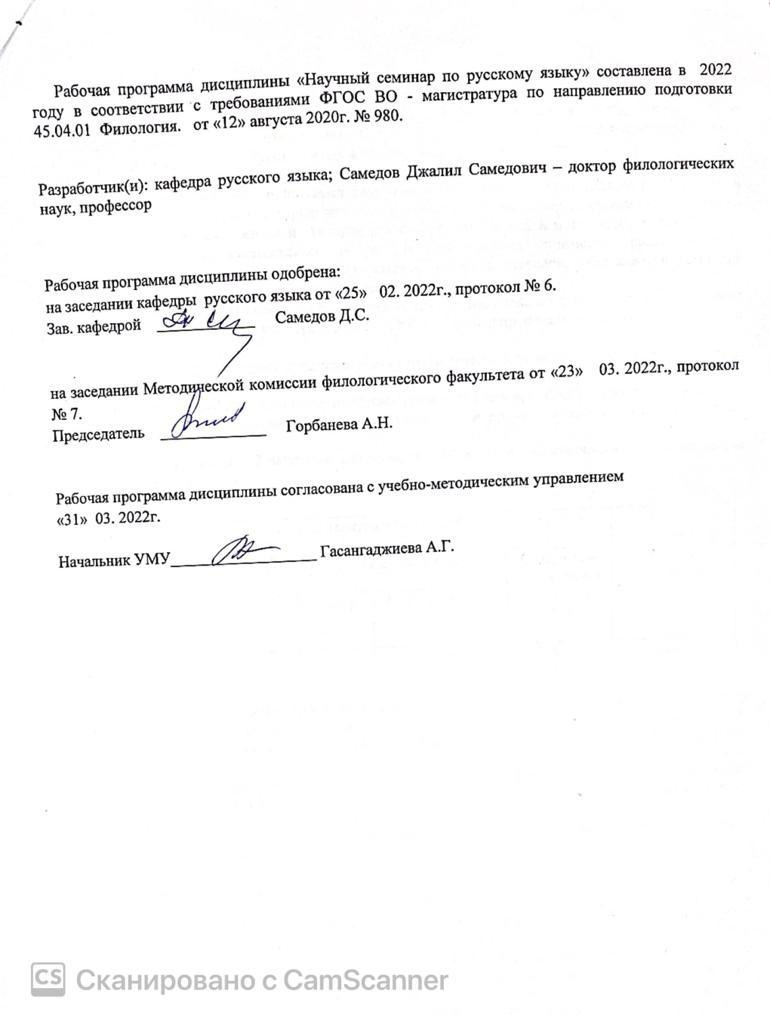 Рабочая программа дисциплины «Научный семинар по русскому языку» составлена в 2022
году в соответствии с требованиями ФГОС ВО - магистратура по направлению подготовки
45.04.01 Филология. от «12» августа 2020г. № 980.
Разработчик(и): кафедра русского языка; Самедов Джалил Самедович – доктор филологических
наук, профессор
Рабочая программа дисциплины одобрена:
на заседании кафедры русского языка от «25» 02. 2022г., протокол № 6.
Зав. кафедрой ____________ Самедов Д.С.
на заседании Методической комиссии филологического факультета от «23» 03. 2022г., протокол
№ 7.
Председатель ____________ Горбанева А.Н.
Рабочая программа дисциплины согласована с учебно-методическим управлением
«31» 03. 2022г.
Начальник УМУ________________ Гасангаджиева А.Г.
CS Сканировано с CamScanner